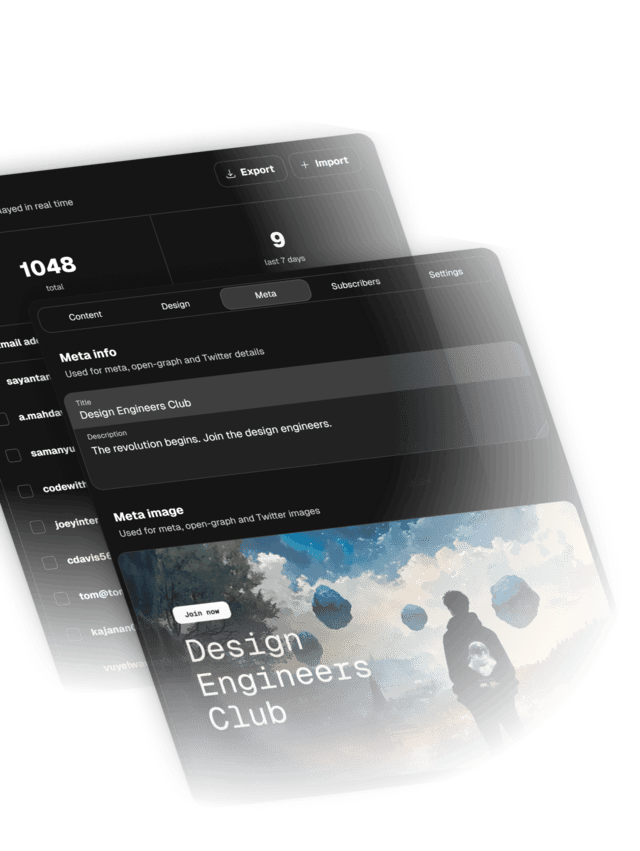 Export
Import
ayed in real time
1048
total
9
last 7 days
Content
Design
Meta
Subscribers
Settings
mail add
sayantan
a.mahda
samanyu
codewith
joeyinter
cdavis56
tom@tom
kajanan
vuyelwa
Meta info
Used for meta, open-graph and Twitter details
Title
Design Engineers Club
Description
The revolution begins. Join the design engineers.
Meta image
Used for meta, open-graph and Twitter images
Join now
Design
Engineers
Club